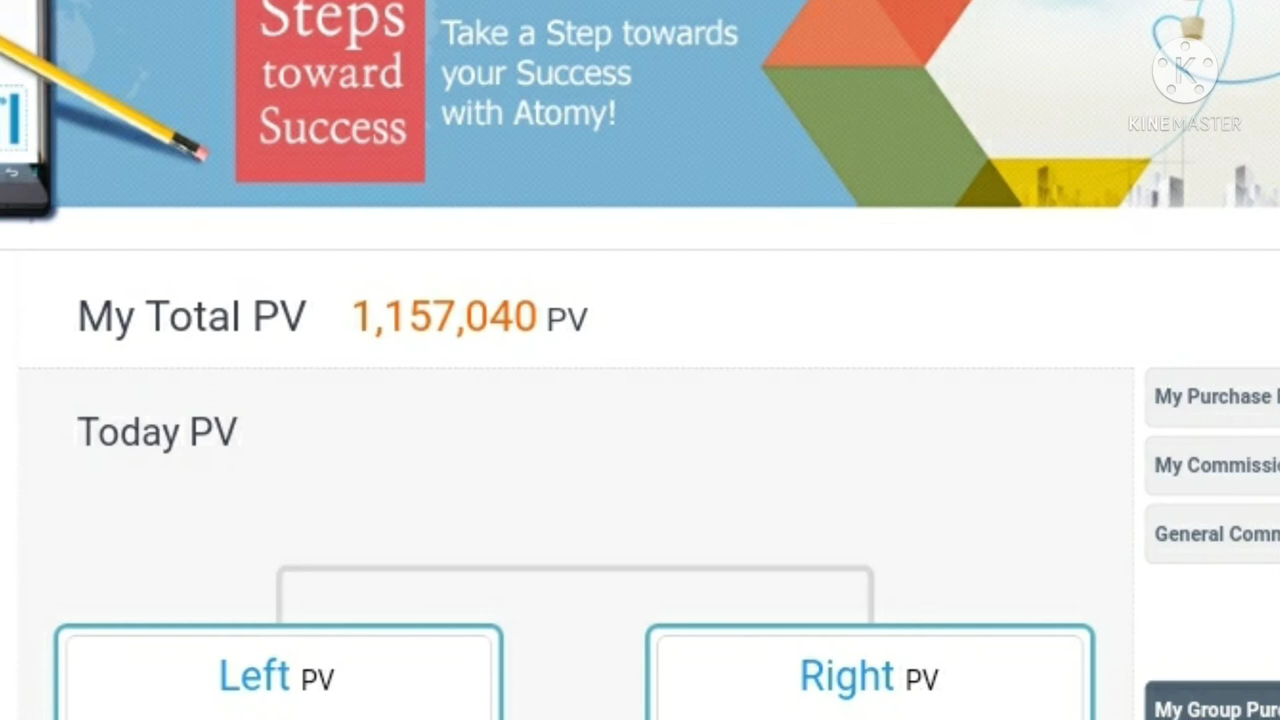 Steps
toward
Success
Take a Step towards
your Success
with Atomy!
KINEMASTER
My Total PV 1,157,040 PV
Today PV
My Purchase
My Commissi
General Comm
Left PV
Right PV
My Group Pur